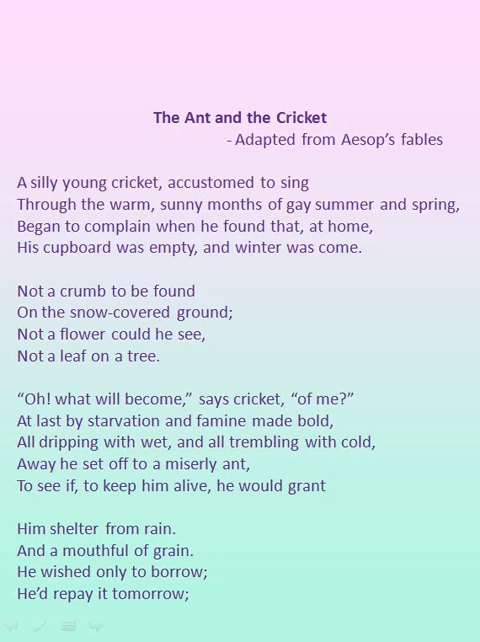 The Ant and the Cricket
- Adapted from Aesop’s fables
A silly young cricket, accustomed to sing
Through the warm, sunny months of gay summer and spring,
Began to complain when he found that, at home,
His cupboard was empty, and winter was come.
Not a crumb to be found
On the snow-covered ground;
Not a flower could he see,
Not a leaf on a tree.
“Oh! what will become,” says cricket, “of me?”
At last by starvation and famine made bold,
All dripping with wet, and all trembling with cold,
Away he set off to a miserly ant,
To see if, to keep him alive, he would grant
Him shelter from rain.
And a mouthful of grain.
He wished only to borrow;
He’d repay it tomorrow;